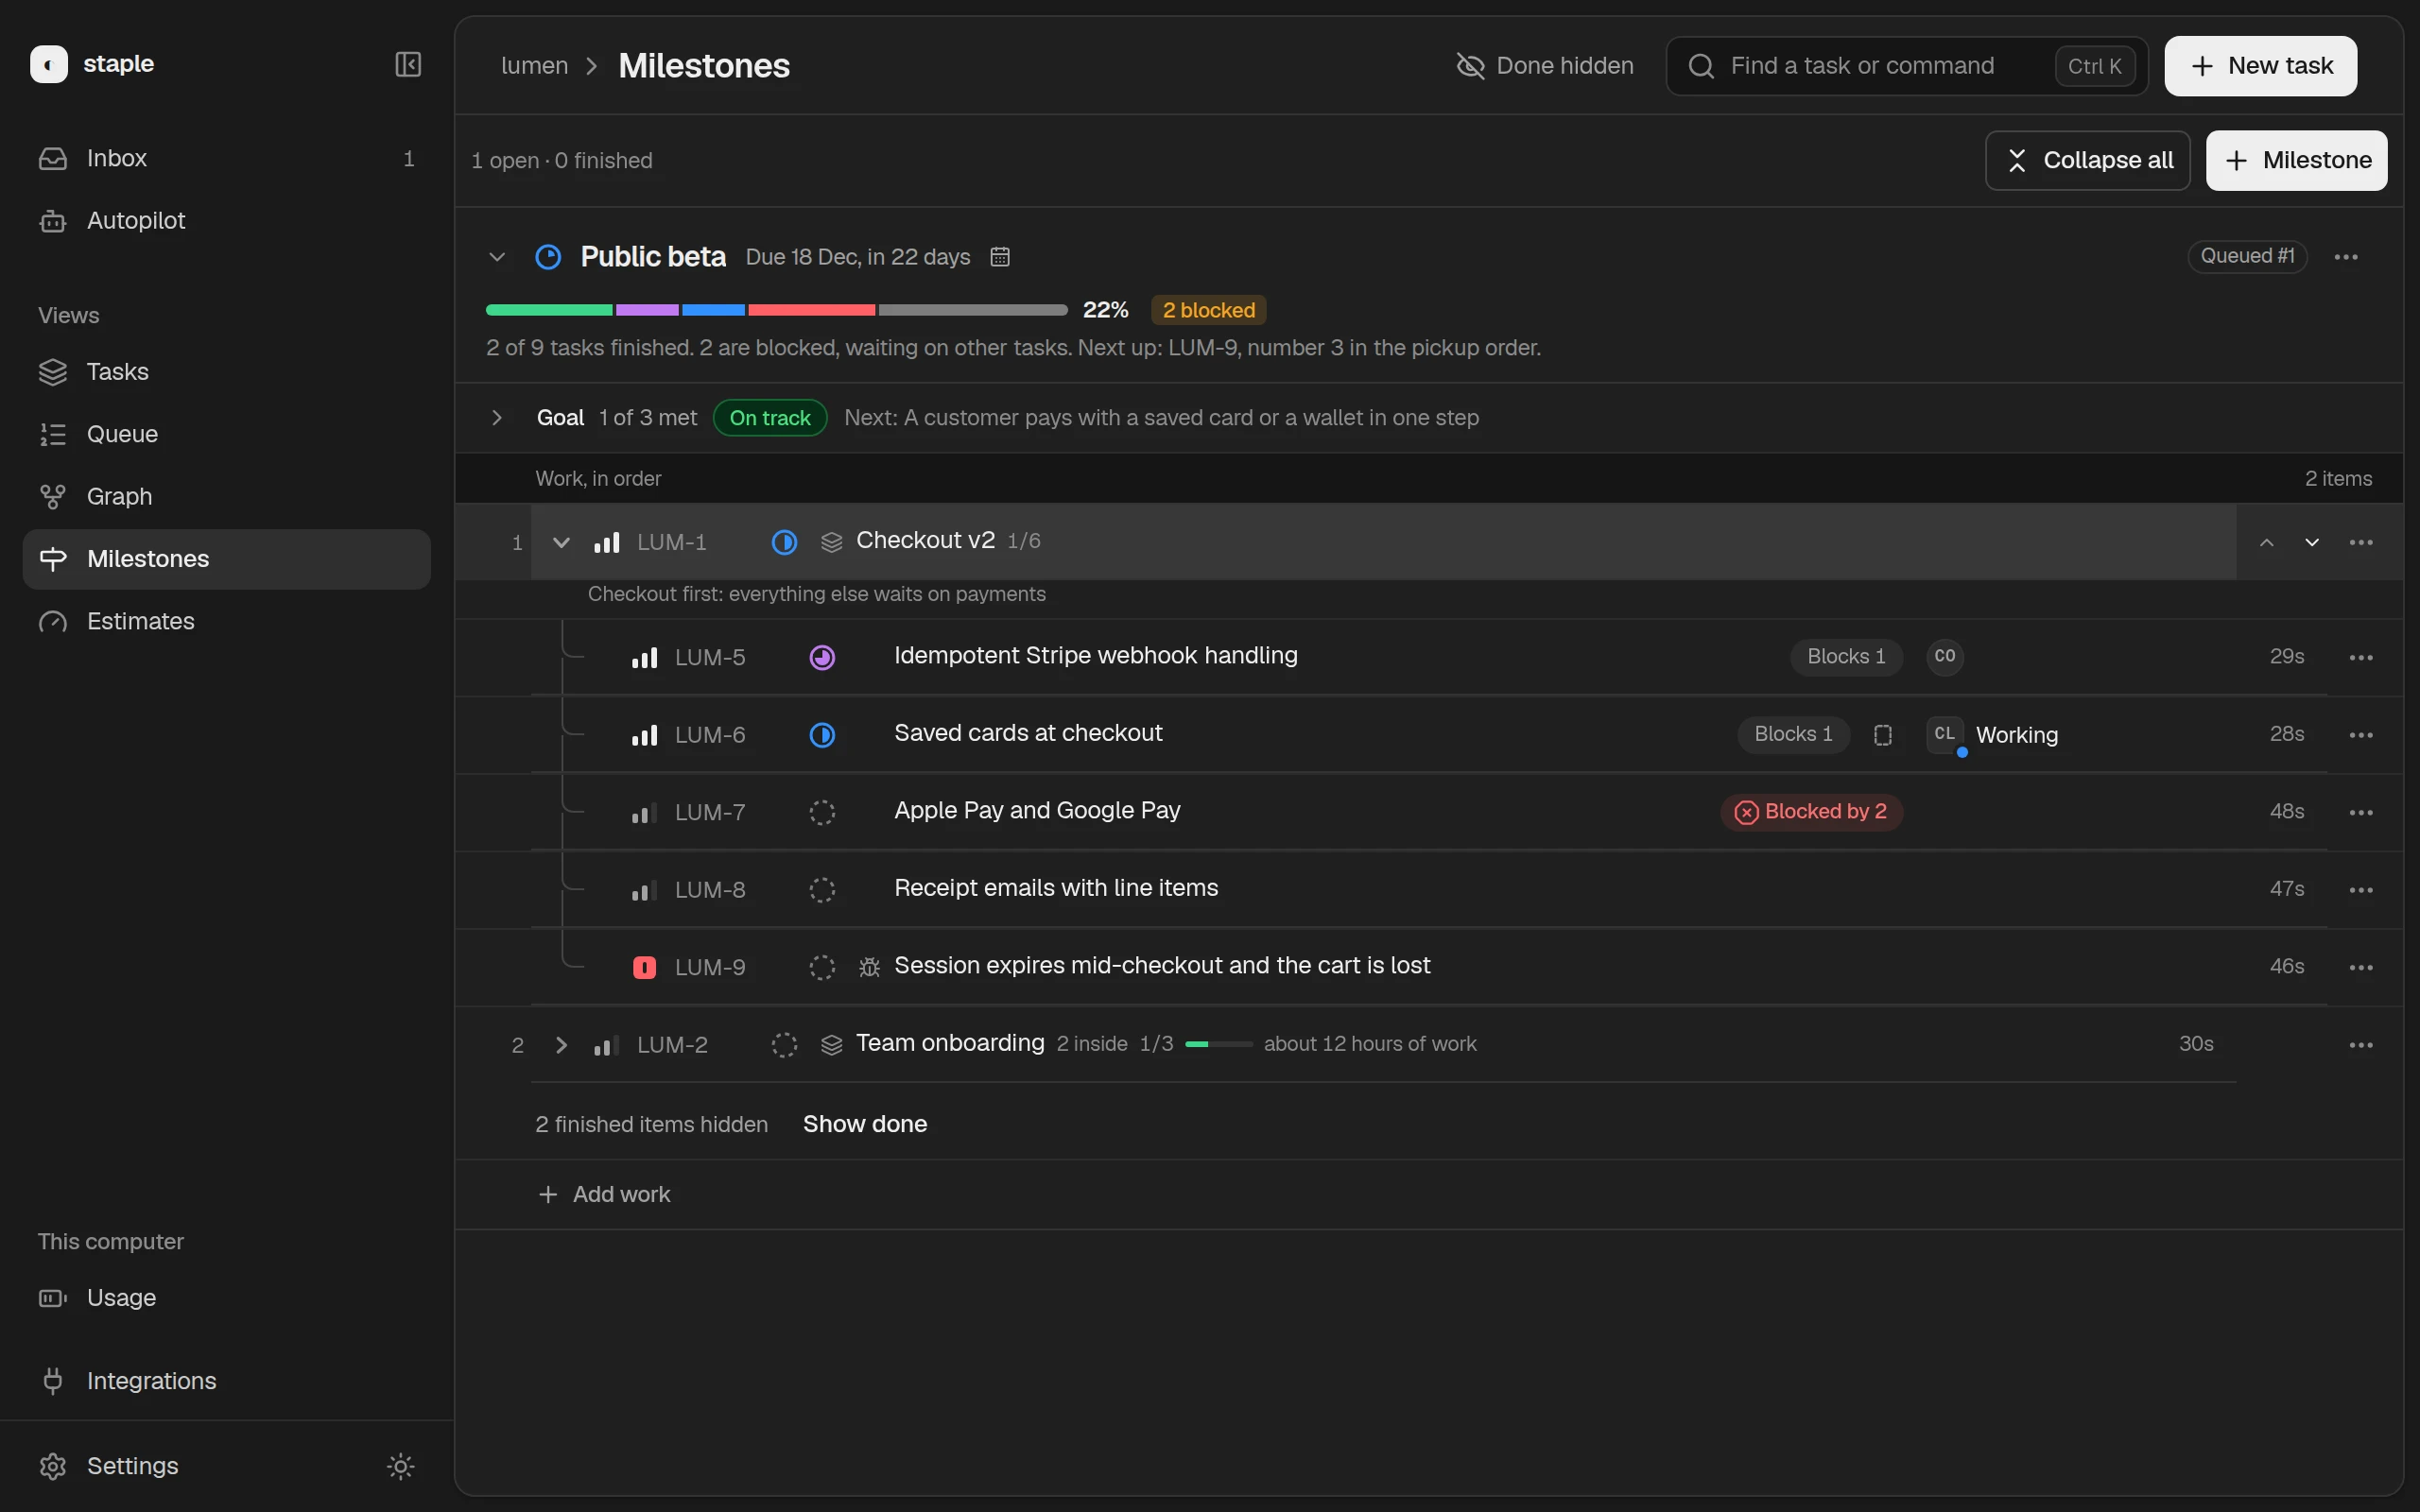 staple
Inbox 1
Autopilot
Views
Tasks
Queue
Graph
Milestones
Estimates
This computer
Usage
Integrations
Settings
lumen > Milestones
Done hidden
Find a task or command Ctrl K
New task
1 open · 0 finished
Collapse all
Milestone
Public beta Due 18 Dec, in 22 days
Queued #1
22% 2 blocked
2 of 9 tasks finished. 2 are blocked, waiting on other tasks. Next up: LUM-9, number 3 in the pickup order.
Goal 1 of 3 met On track Next: A customer pays with a saved card or a wallet in one step
Work, in order 2 items
1 LUM-1 Checkout v2 1/6
Checkout first: everything else waits on payments
LUM-5 Idempotent Stripe webhook handling Blocks 1 CO 29s
LUM-6 Saved cards at checkout Blocks 1 CL Working 28s
LUM-7 Apple Pay and Google Pay Blocked by 2 48s
LUM-8 Receipt emails with line items 47s
LUM-9 Session expires mid-checkout and the cart is lost 46s
2 LUM-2 Team onboarding 2 inside 1/3 about 12 hours of work 30s
2 finished items hidden Show done
Add work